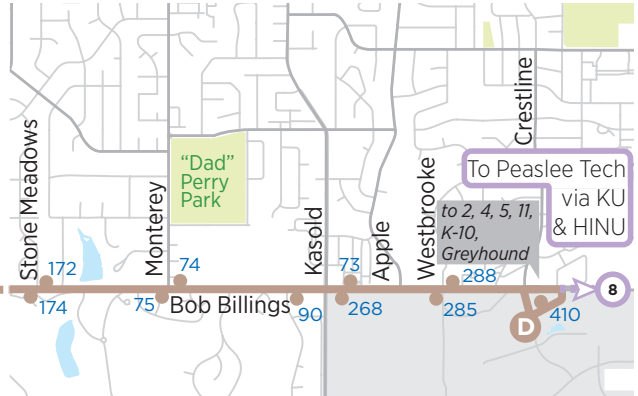 Stone Meadows
Monterey
"Dad"
Perry
Park
Kasold
Apple
Westbrooke
Crestline
To Peaslee Tech
via KU
& HINU
to 2, 4, 5, 11,
K-10,
Greyhound
172
74
73
288
8
174
75
Bob Billings
90
268
285
410
D